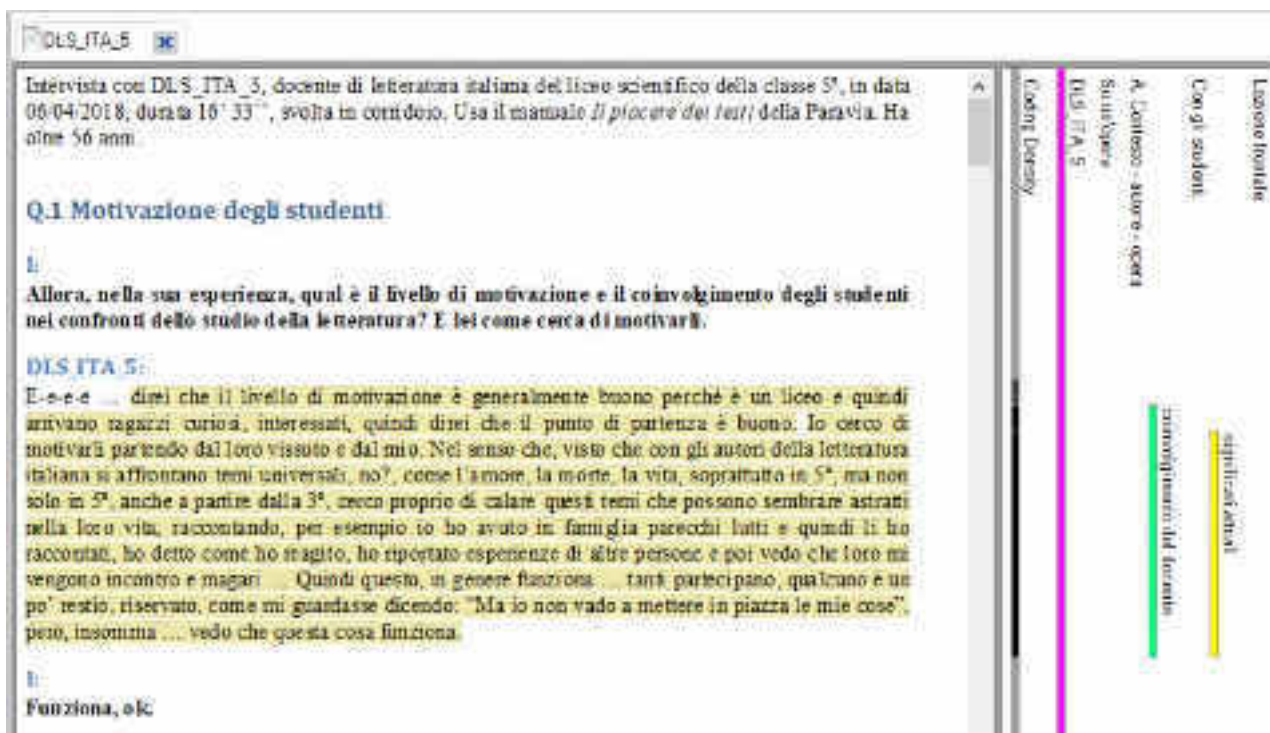 DLS_ITA_5
Intervista con DLS_ITA_5, docente di letteratura italiana del liceo scientifico della classe 5ª, in data
06/04/2018, durata 16' 33'', svolta in corridoio. Usa il manuale Il piacere dei testi della Paravia. Ha
oltre 56 anni.
Q.1 Motivazione degli studenti
I:
Allora, nella sua esperienza, qual è il livello di motivazione e il coinvolgimento degli studenti
nei confronti dello studio della letteratura? E lei come cerca di motivarli.
DLS ITA 5:
E-e-e-e ... direi che il livello di motivazione è generalmente buono perché è un liceo e quindi
arrivano ragazzi curiosi, interessati, quindi direi che il punto di partenza è buono. Io cerco di
motivarli partendo dal loro vissuto e dal mio. Nel senso che, visto che con gli autori della letteratura
italiana si affrontano temi universali, no?, come l'amore, la morte, la vita, soprattutto in 5ª, ma non
solo in 5ª, anche a partire dalla 3ª, cerco proprio di calare questi temi che possono sembrare astratti
nella loro vita, raccontando, per esempio io ho avuto in famiglia parecchi lutti e quindi li ho
raccontati, ho detto come ho reagito, ho riportato esperienze di altre persone e poi vedo che loro mi
vengono incontro e magari ... Quindi questo, in genere funziona ... tanti partecipano, qualcuno è un
po' restio, riservato, come mi guardasse dicendo: "Ma io non vado a mettere in piazza le mie cose",
però, insomma ... vedo che questa cosa funziona.
I:
Funziona, ok.
Coding Density
DLS_ITA_5
Sull'opera
A. Contesto - autore - opera
Con gli studenti
Lezione frontale
coinvolgimento del docente
significati attuali